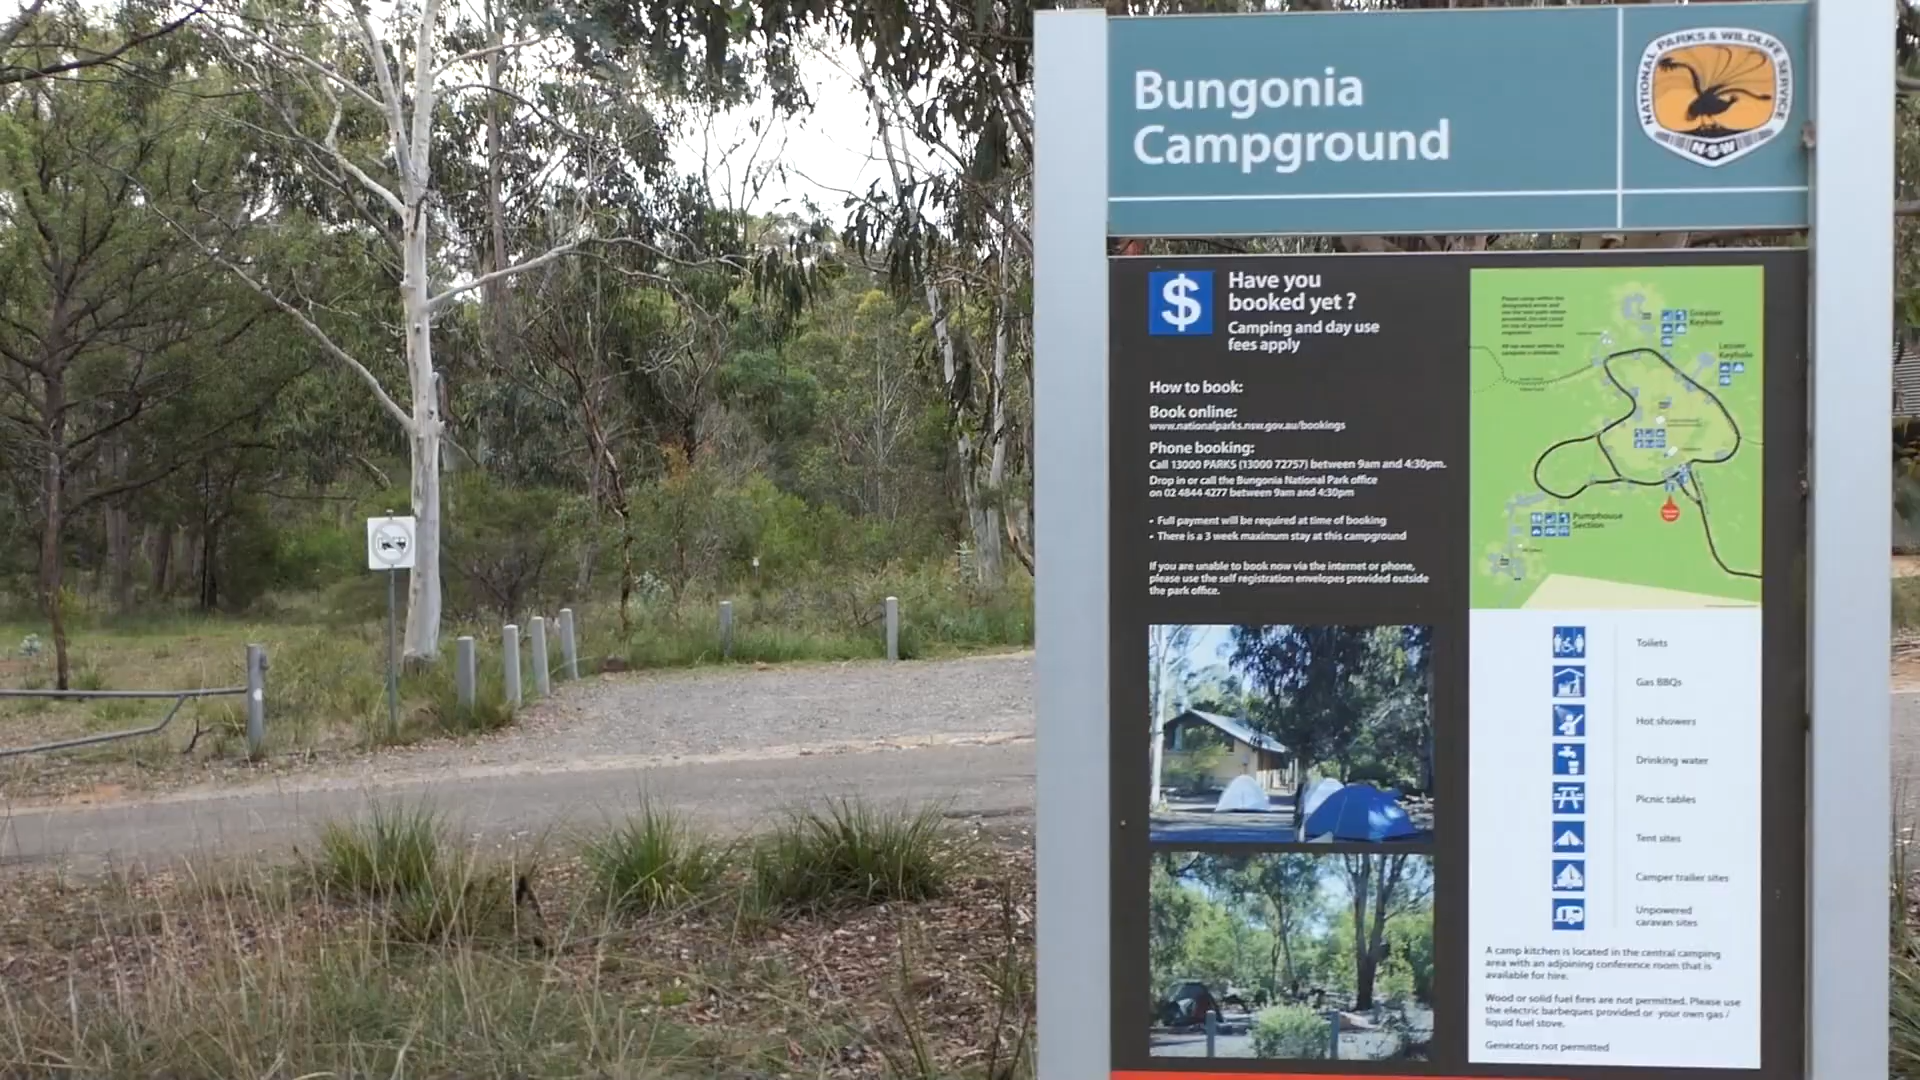 Bungonia
Campground
NATIONAL PARKS & WILDLIFE SERVICE
N·S·W
$
Have you
booked yet ?
Camping and day use
fees apply
How to book:
Book online:
www.nationalparks.nsw.gov.au/bookings
Phone booking:
Call 13000 PARKS (13000 72757) between 9am and 4:30pm.
Drop in or call the Bungonia National Park office
on 02 4844 4277 between 9am and 4:30pm
• Full payment will be required at time of booking
• There is a 3 week maximum stay at this campground
If you are unable to book now via the internet or phone,
please use the self registration envelopes provided outside
the park office.
Greater
Keyhole
Lesser
Keyhole
Pumphouse
Section
Toilets
Gas BBQs
Hot showers
Drinking water
Picnic tables
Tent sites
Camper trailer sites
Unpowered
caravan sites
A camp kitchen is located in the central camping
area with an adjoining conference room that is
available for hire.
Wood or solid fuel fires are not permitted. Please use
the electric barbeques provided or your own gas /
liquid fuel stove.
Generators not permitted